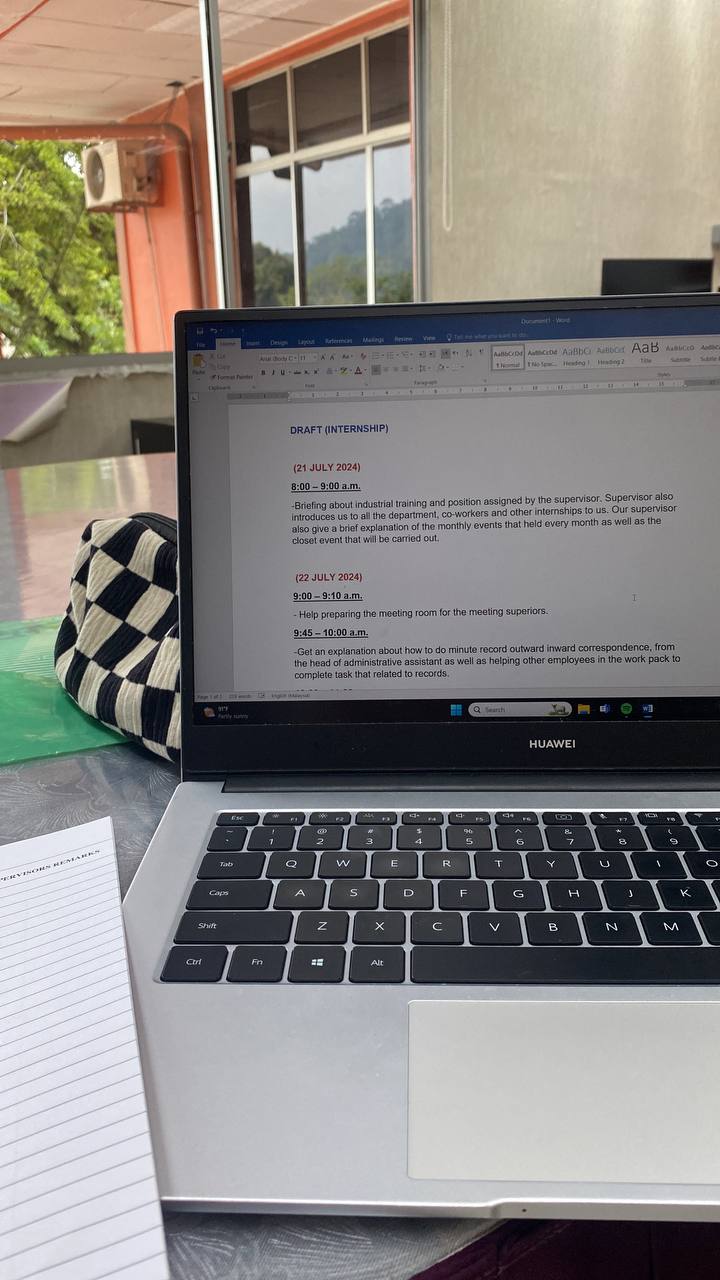 Document1 - Word
File Home Insert Design Layout References Mailings Review View Tell me what you want to do...
Cut
Copy
Format Painter
Paste
Clipboard
Font
Paragraph
Styles
AaBbCcDd AaBbCcDd AaBbCc AaBbCcC AaB AaBbCcD
Normal No Spac... Heading 1 Heading 2 Title Subtitle
DRAFT (INTERNSHIP)
(21 JULY 2024)
8:00 – 9:00 a.m.
-Briefing about industrial training and position assigned by the supervisor. Supervisor also
introduces us to all the department, co-workers and other internships to us. Our supervisor
also give a brief explanation of the monthly events that held every month as well as the
closet event that will be carried out.
(22 JULY 2024)
9:00 – 9:10 a.m.
- Help preparing the meeting room for the meeting superiors.
9:45 – 10:00 a.m.
-Get an explanation about how to do minute record outward inward correspondence, from
the head of administrative assistant as well as helping other employees in the work pack to
complete task that related to records.
English (Malaysia)
91°F
Partly sunny
Search
HUAWEI
Esc F1 F2 F3 F4 F5 F6 F7 F8
~ ! @ # $ % ^ & * (
` 1 2 3 4 5 6 7 8 9
Tab Q W E R T Y U I O
Caps A S D F G H J K
Shift Z X C V B N M
Ctrl Fn Alt
REMARKS